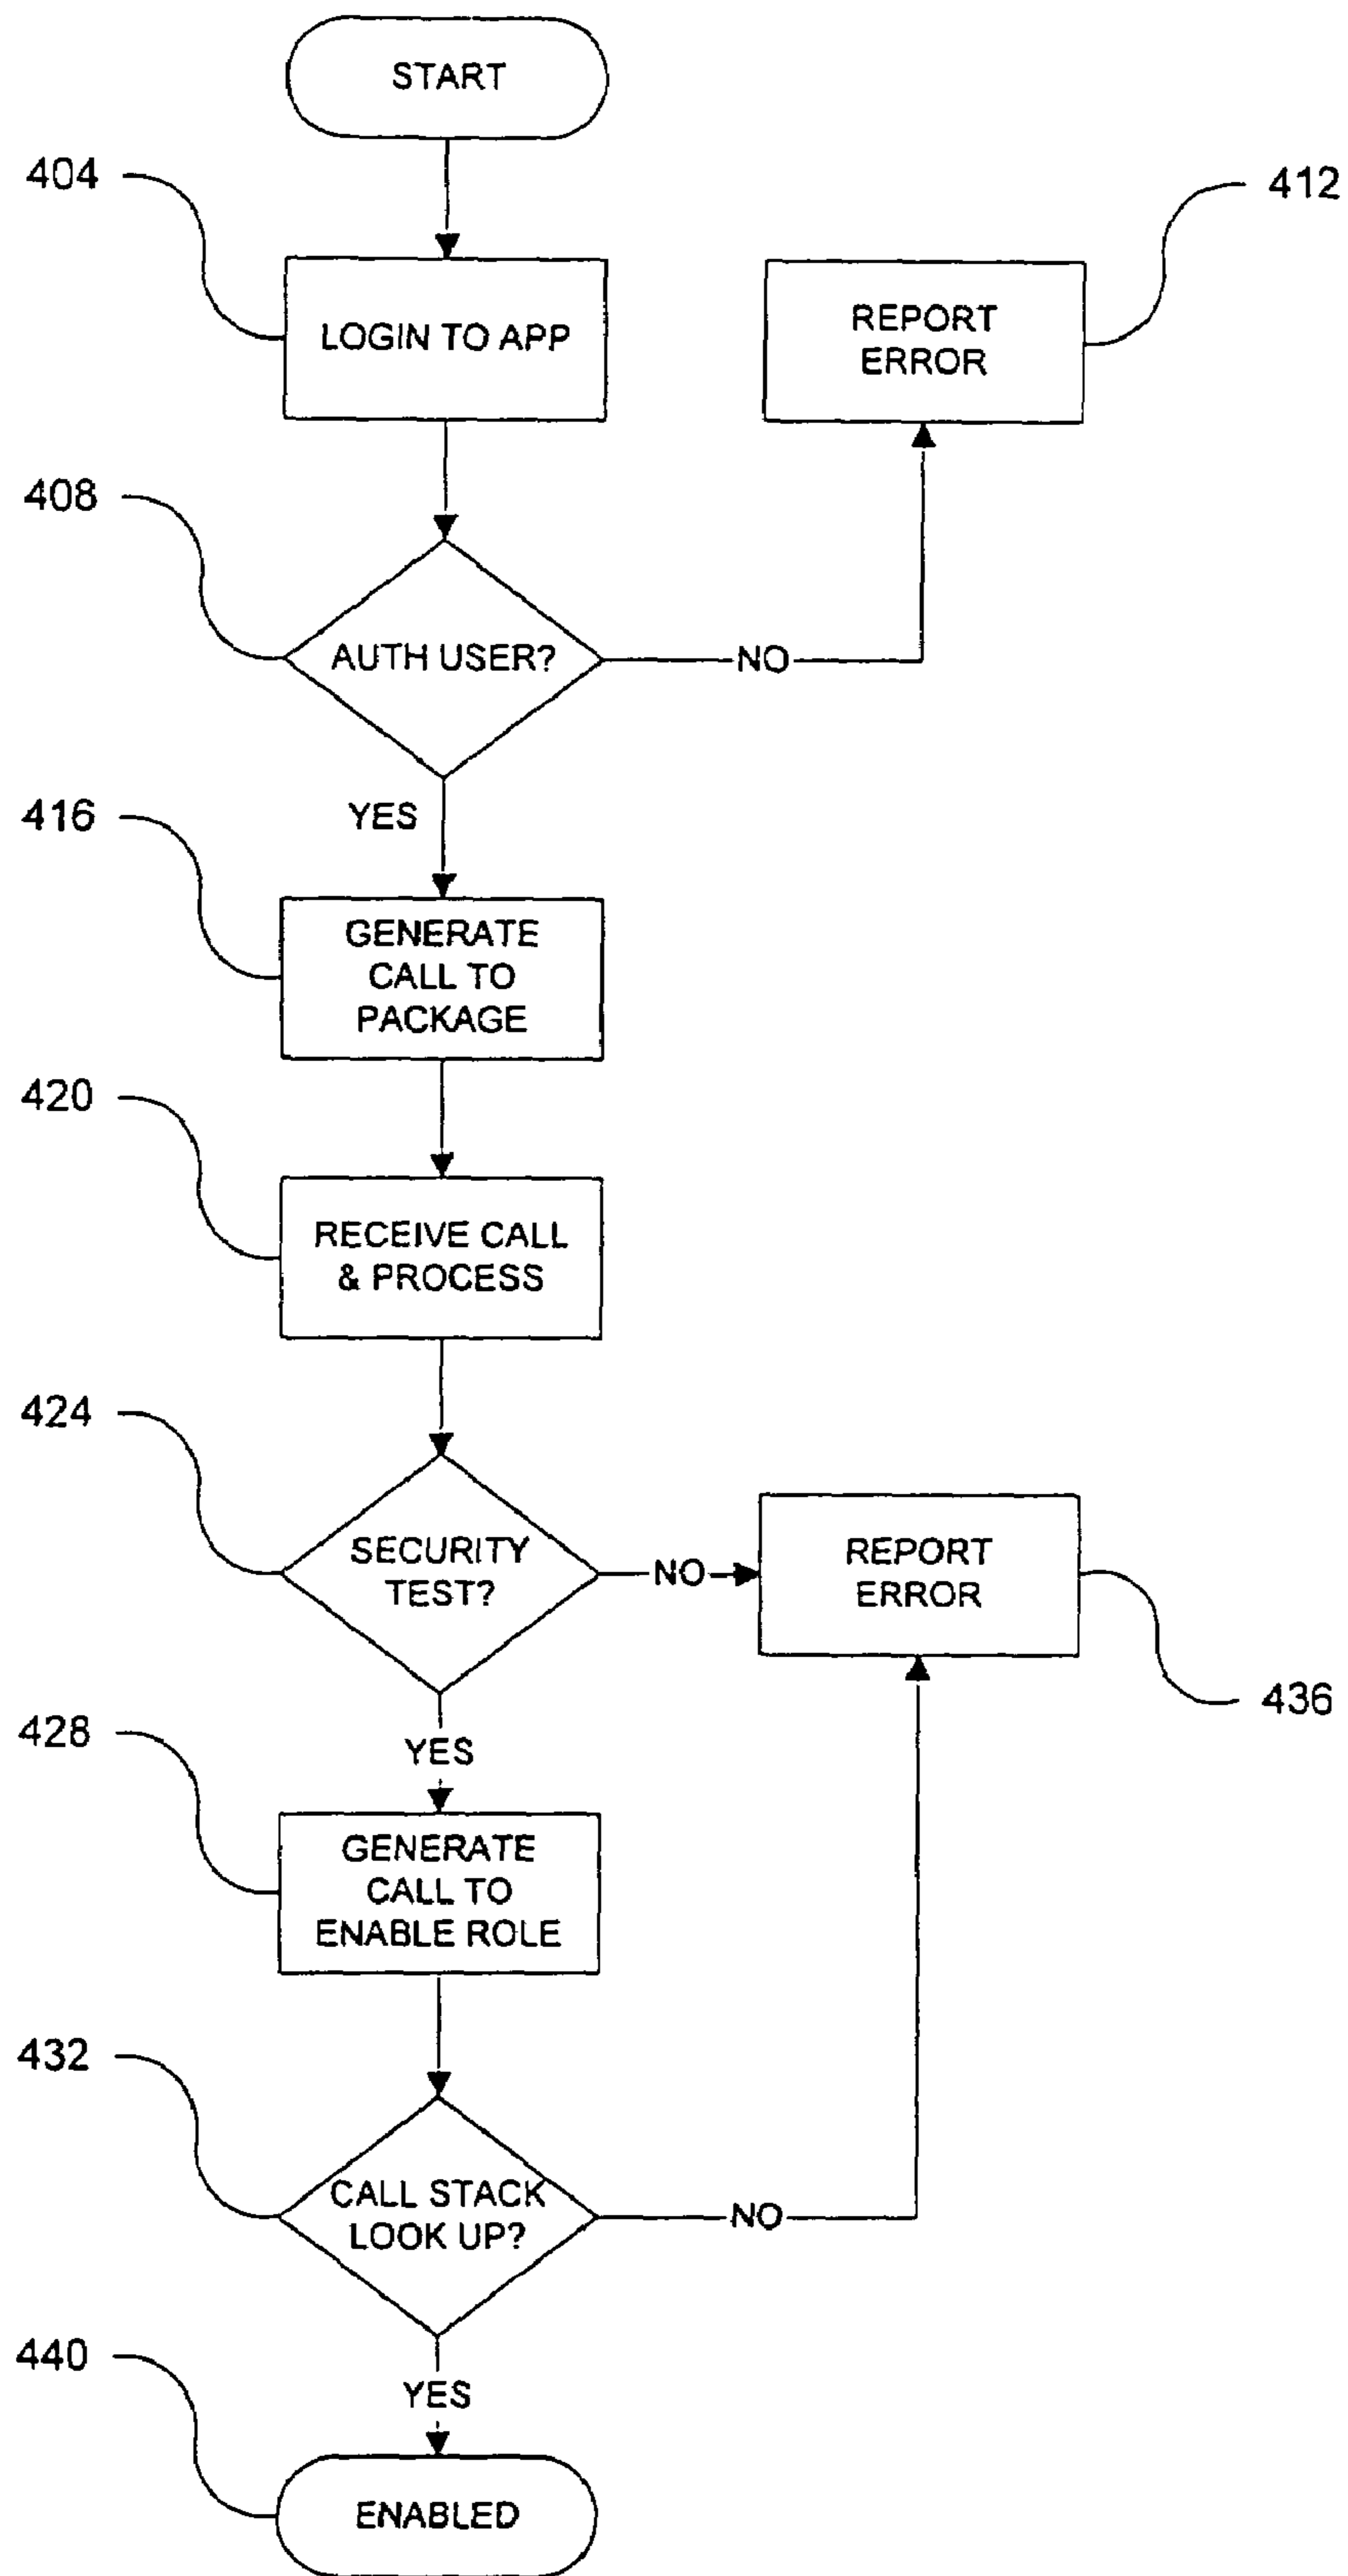 START
404
412
LOGIN TO APP
REPORT
ERROR
408
AUTH USER?
NO
YES
416
GENERATE
CALL TO
PACKAGE
420
RECEIVE CALL
& PROCESS
424
SECURITY
TEST?
NO
REPORT
ERROR
436
YES
428
GENERATE
CALL TO
ENABLE ROLE
432
CALL STACK
LOOK UP?
NO
YES
440
ENABLED